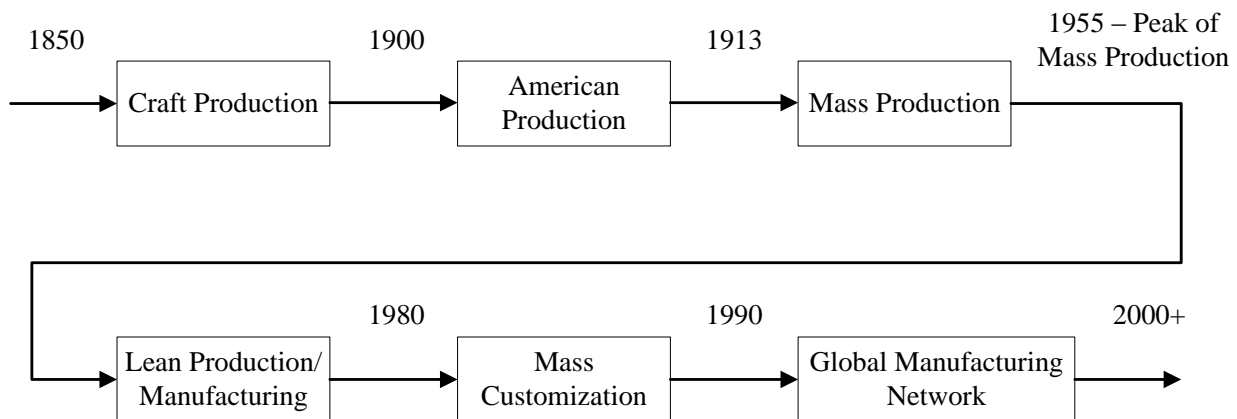 1850
Craft Production
1900
American
Production
1913
Mass Production
1955 – Peak of
Mass Production
Lean Production/
Manufacturing
1980
Mass
Customization
1990
Global Manufacturing
Network
2000+